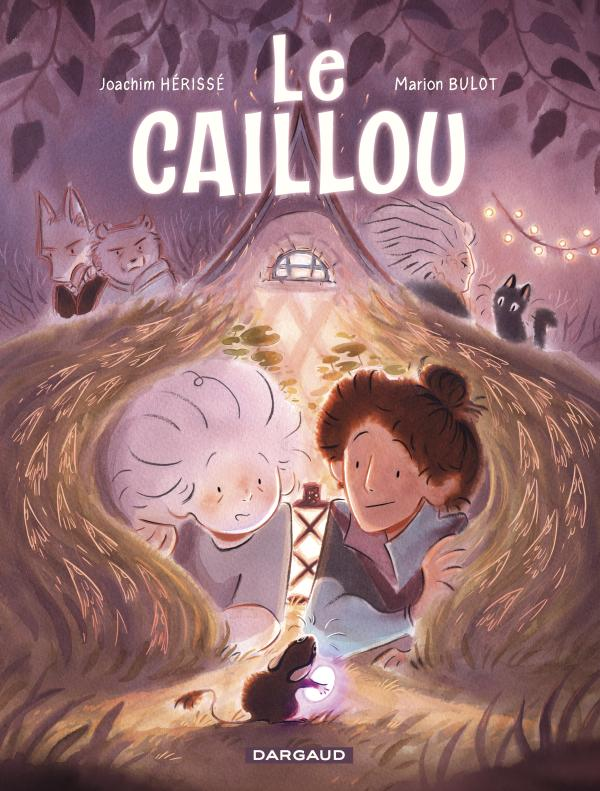 Le
Joachim HÉRISSÉ
Marion BULOT
CAILLOU
DARGAUD